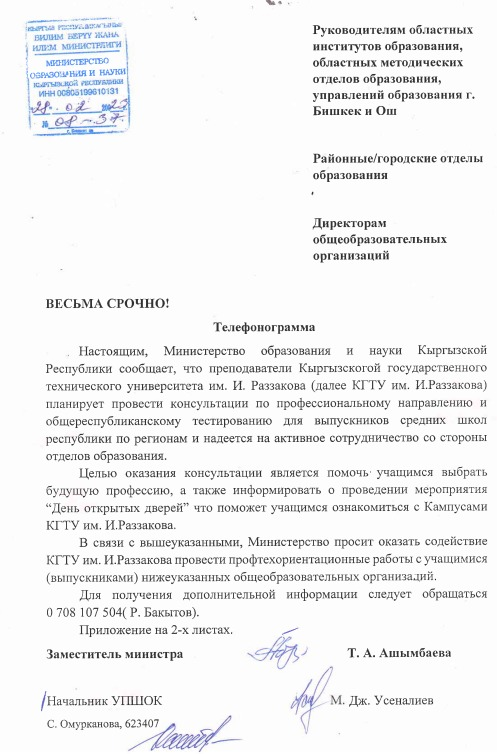 КЫРГЫЗ РЕСПУБЛИКАСЫНЫН
БИЛИМ БЕРҮҮ ЖАНА
ИЛИМ МИНИСТРЛИГИ
МИНИСТЕРСТВО
ОБРАЗОВАНИЯ И НАУКИ
КЫРГЫЗСКОЙ РЕСПУБЛИКИ
ИНН 00805199610131
28. 02 2023
№ 08-37
г. Бишкек
Руководителям областных
институтов образования,
областных методических
отделов образования,
управлений образования г.
Бишкек и Ош
Районные/городские отделы
образования
Директорам
общеобразовательных
организаций
ВЕСЬМА СРОЧНО!
Телефонограмма
Настоящим, Министерство образования и науки Кыргызской
Республики сообщает, что преподаватели Кыргызскогой государственного
технического университета им. И. Раззакова (далее КГТУ им. И.Раззакова)
планирует провести консультации по профессиональному направлению и
общереспубликанскому тестированию для выпускников средних школ
республики по регионам и надеется на активное сотрудничество со стороны
отделов образования.
Целью оказания консультации является помочь учащимся выбрать
будущую профессию, а также информировать о проведении мероприятия
“День открытых дверей” что поможет учащимся ознакомиться с Кампусами
КГТУ им. И.Раззакова.
В связи с вышеуказанными, Министерство просит оказать содействие
КГТУ им. И.Раззакова провести профтехориентационные работы с учащимися
(выпускниками) нижеуказанных общеобразовательных организаций.
Для получения дополнительной информации следует обращаться
0 708 107 504( Р. Бакытов).
Приложение на 2-х листах.
Заместитель министра Т. А. Ашымбаева
Начальник УПШОК М. Дж. Усеналиев
С. Омурканова, 623407